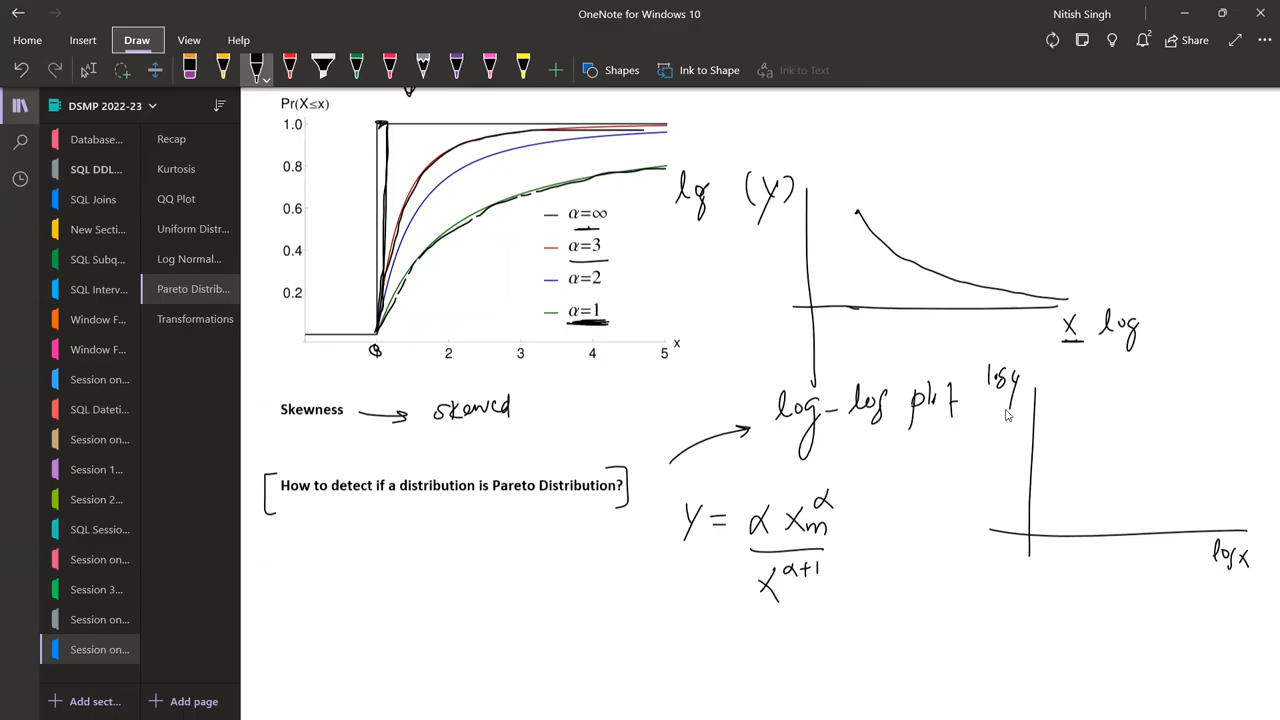 OneNote for Windows 10
Nitish Singh
Home
Insert
Draw
View
Help
Share
Shapes
Ink to Shape
Ink to Text
DSMP 2022-23
Database...
SQL DDL...
SQL Joins
New Secti...
SQL Subq...
SQL Interv...
Window F...
Window F...
Session on...
SQL Dateti...
Session on...
Session 1...
Session 2...
SQL Sessio...
Session on...
Session 3...
Session on...
Session on...
Add sect...
Recap
Kurtosis
QQ Plot
Uniform Distr...
Log Normal...
Pareto Distrib...
Transformations
Add page
Pr(X≤x)
1.0
0.8
0.6
0.4
0.2
α=∞
α=3
α=2
α=1
2 3 4 5 x
Skewness → skewed
[How to detect if a distribution is Pareto Distribution?]
(y)
x log
log-log plot
log y
log x
y = α xm^α / x^α+1